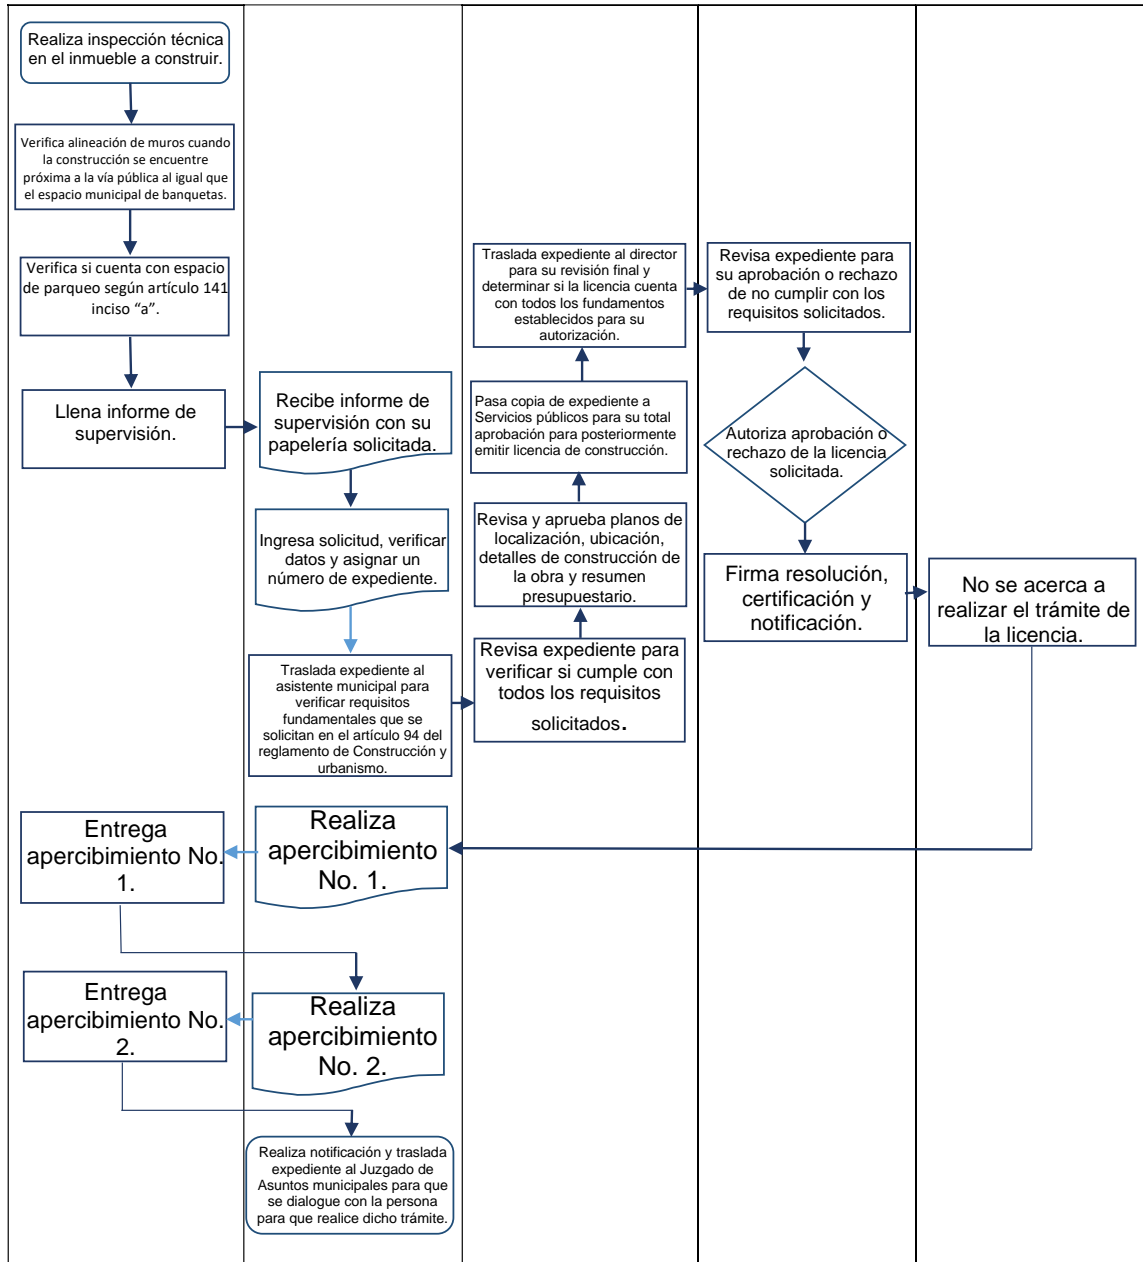 Realiza inspección técnica
en el inmueble a construir.
Verifica alineación de muros cuando
la construcción se encuentre
próxima a la vía pública al igual que
el espacio municipal de banquetas.
Verifica si cuenta con espacio
de parqueo según artículo 141
inciso “a”.
Llena informe de
supervisión.
Recibe informe de
supervisión con su
papelería solicitada.
Ingresa solicitud, verificar
datos y asignar un
número de expediente.
Traslada expediente al
asistente municipal para
verificar requisitos
fundamentales que se
solicitan en el artículo 94 del
reglamento de Construcción y
urbanismo.
Revisa expediente para
verificar si cumple con
todos los requisitos
solicitados.
Revisa y aprueba planos de
localización, ubicación,
detalles de construcción de
la obra y resumen
presupuestario.
Pasa copia de expediente a
Servicios públicos para su total
aprobación para posteriormente
emitir licencia de construcción.
Traslada expediente al director
para su revisión final y
determinar si la licencia cuenta
con todos los fundamentos
establecidos para su
autorización.
Revisa expediente para
su aprobación o rechazo
de no cumplir con los
requisitos solicitados.
Autoriza aprobación o
rechazo de la licencia
solicitada.
Firma resolución,
certificación y
notificación.
No se acerca a
realizar el trámite de
la licencia.
Realiza
apercibimiento
No. 1.
Entrega
apercibimiento No.
1.
Realiza
apercibimiento
No. 2.
Entrega
apercibimiento No.
2.
Realiza notificación y traslada
expediente al Juzgado de
Asuntos municipales para que
se dialogue con la persona
para que realice dicho trámite.